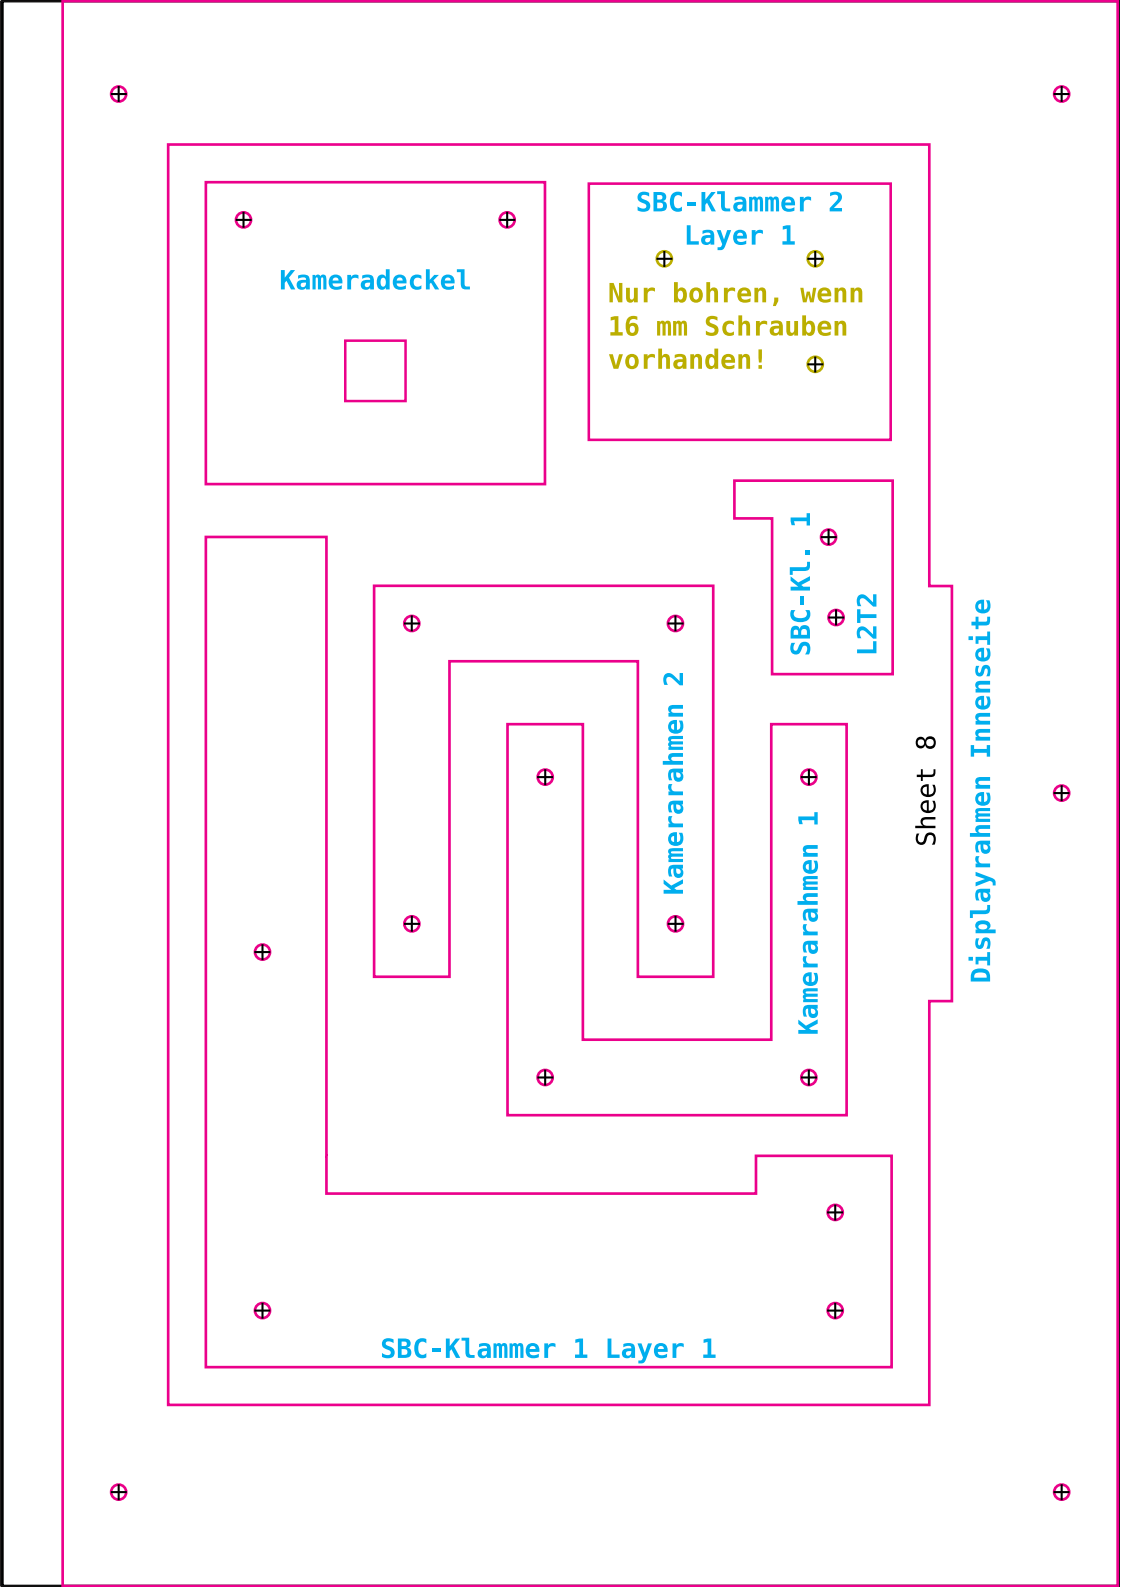 SBC-Klammer 2
Layer 1
Kameradeckel
Nur bohren, wenn
16 mm Schrauben
vorhanden!
SBC-Kl. 1
L2T2
Kamerarahmen 2
Kamerarahmen 1
Sheet 8
Displayrahmen Innenseite
SBC-Klammer 1 Layer 1